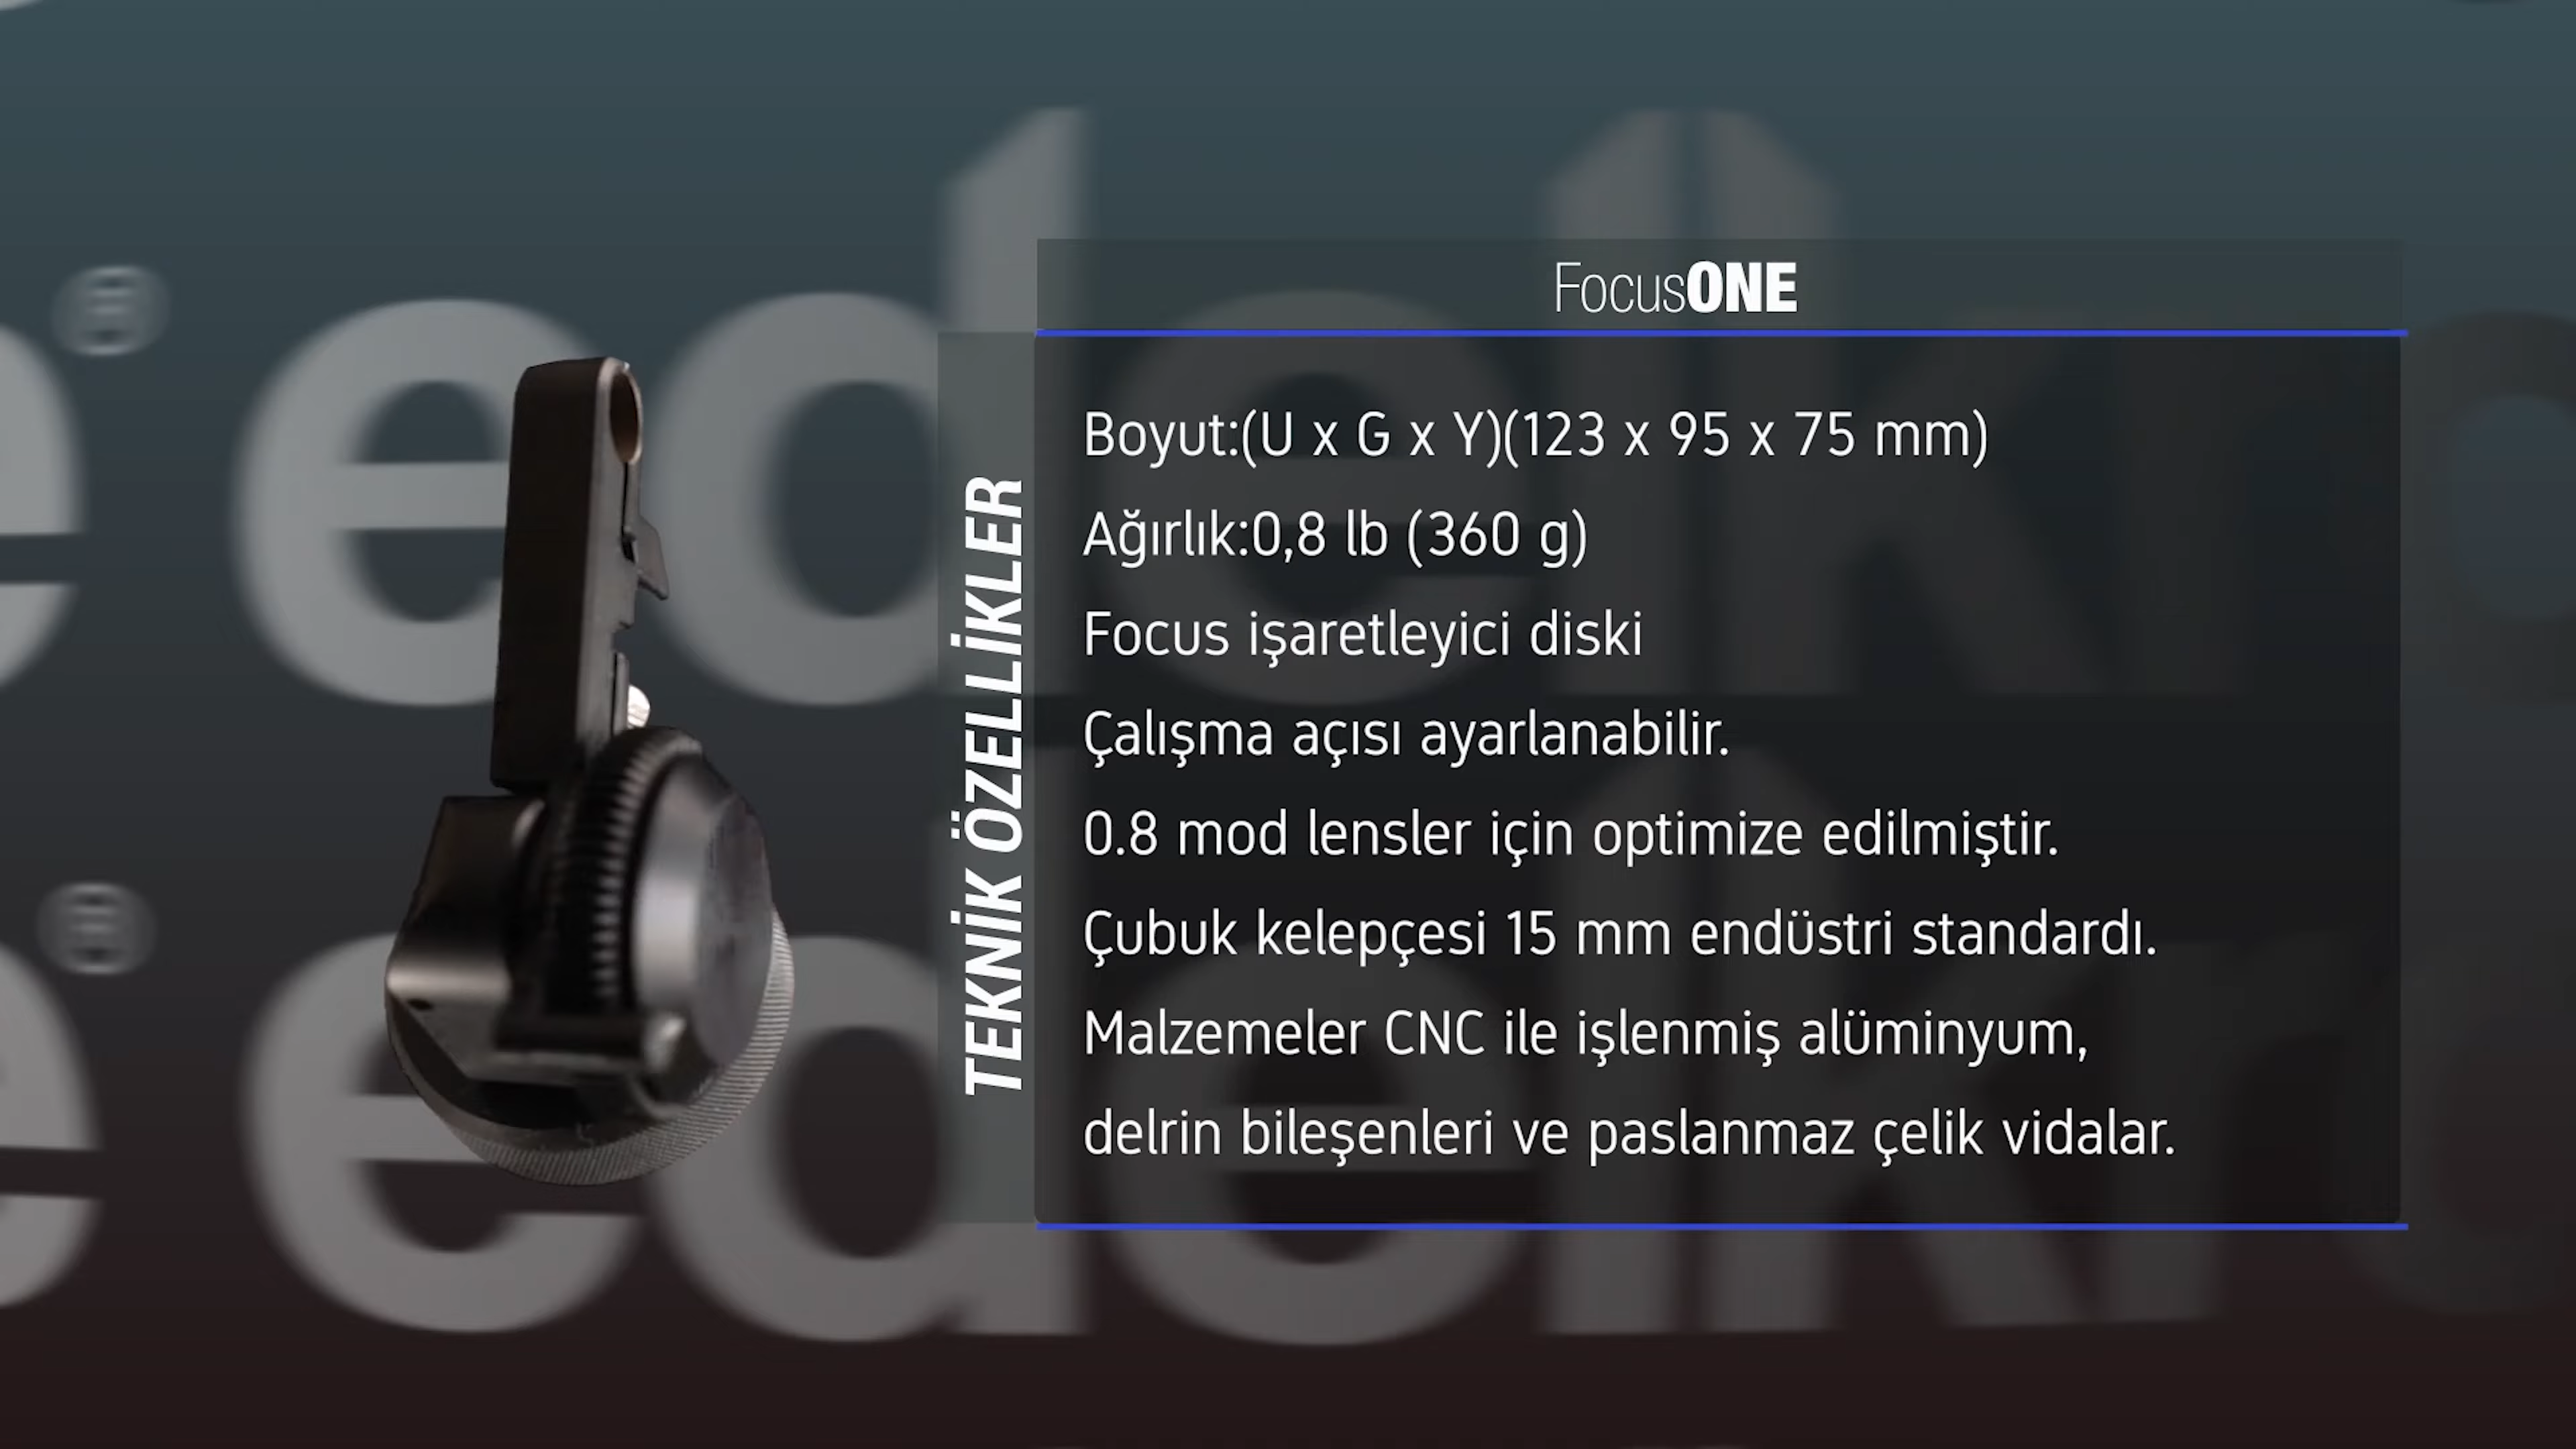 edelkr
FocusONE
TEKNİK ÖZELLİKLER
Boyut:(U x G x Y)(123 x 95 x 75 mm)
Ağırlık:0,8 lb (360 g)
Focus işaretleyici diski
Çalışma açısı ayarlanabilir.
0.8 mod lensler için optimize edilmiştir.
Çubuk kelepçesi 15 mm endüstri standardı.
Malzemeler CNC ile işlenmiş alüminyum,
delrin bileşenleri ve paslanmaz çelik vidalar.
edelkr